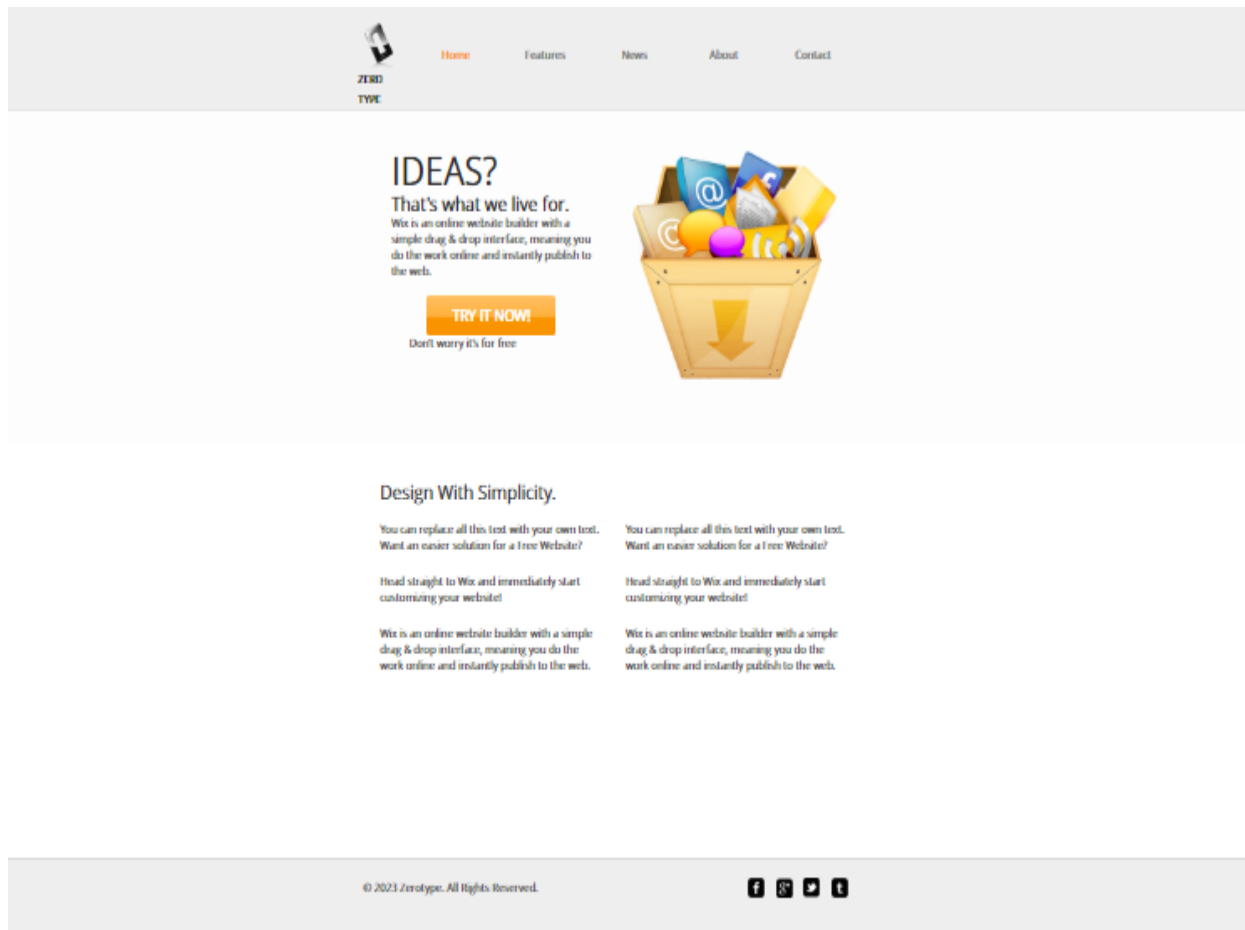 ZERO
TYPE
Home Features News About Contact
IDEAS?
That's what we live for.
Wix is an online website builder with a
simple drag & drop interface, meaning you
do the work online and instantly publish to
the web.
TRY IT NOW!
Don't worry it's for free
Design With Simplicity.
You can replace all this text with your own text.
Want an easier solution for a Free Website?
Head straight to Wix and immediately start
customizing your website!
Wix is an online website builder with a simple
drag & drop interface, meaning you do the
work online and instantly publish to the web.
You can replace all this text with your own text.
Want an easier solution for a Free Website?
Head straight to Wix and immediately start
customizing your website!
Wix is an online website builder with a simple
drag & drop interface, meaning you do the
work online and instantly publish to the web.
© 2023 Zerotype. All Rights Reserved.